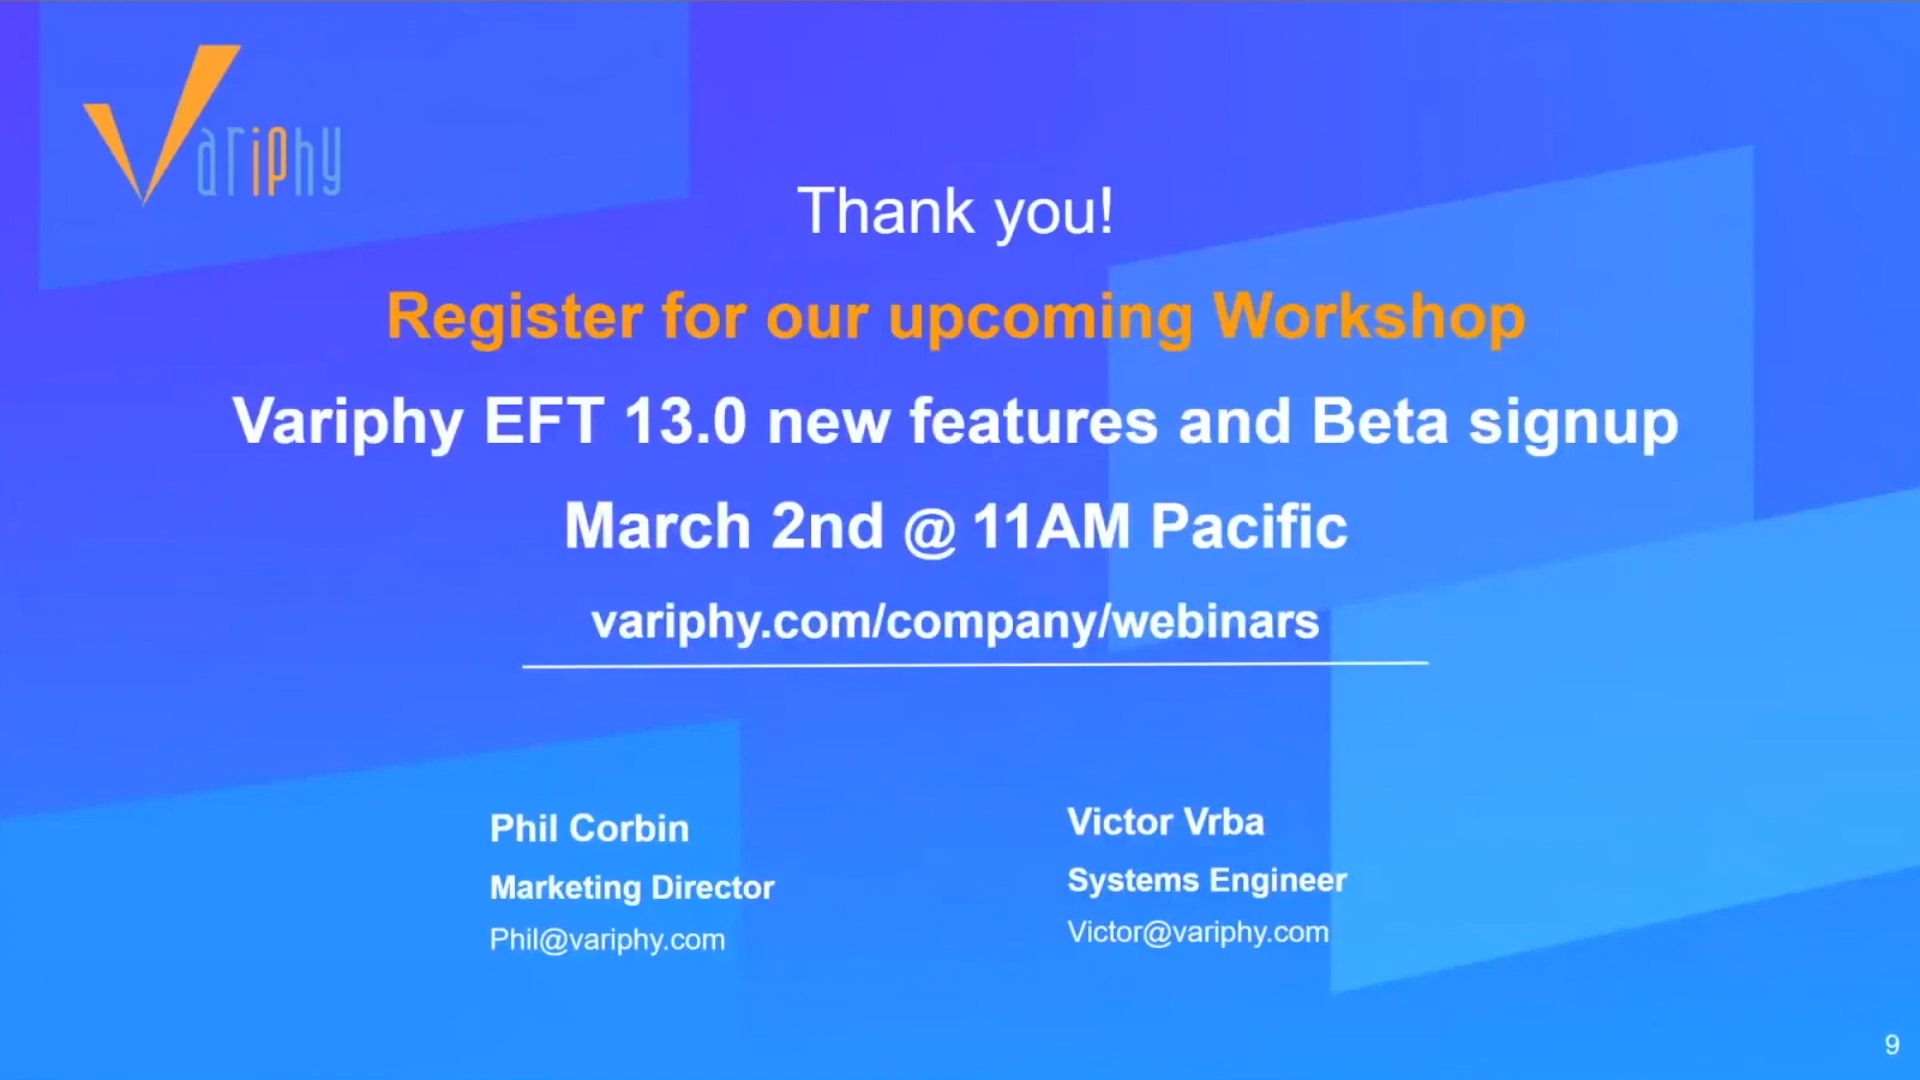 Variphy
Thank you!
Register for our upcoming Workshop
Variphy EFT 13.0 new features and Beta signup
March 2nd @ 11AM Pacific
variphy.com/company/webinars
Phil Corbin
Marketing Director
Phil@variphy.com
Victor Vrba
Systems Engineer
Victor@variphy.com
9